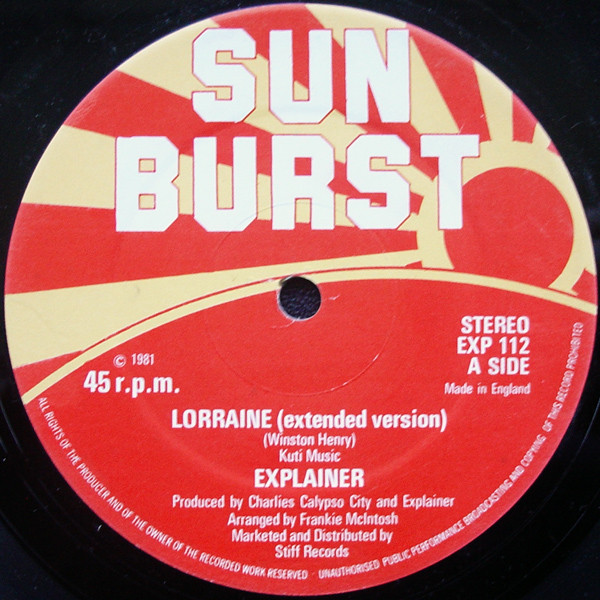 SUN
BURST
STEREO
EXP 112
A SIDE
Made in England
© 1981
45 r.p.m.
LORRAINE (extended version)
(Winston Henry)
Kuti Music
EXPLAINER
Produced by Charlies Calypso City and Explainer
Arranged by Frankie McIntosh
Marketed and Distributed by
Stiff Records
ALL RIGHTS OF THE PRODUCER AND OF THE OWNER OF THE RECORDED WORK RESERVED · UNAUTHORISED PUBLIC PERFORMANCE BROADCASTING AND COPYING OF THIS RECORD PROHIBITED